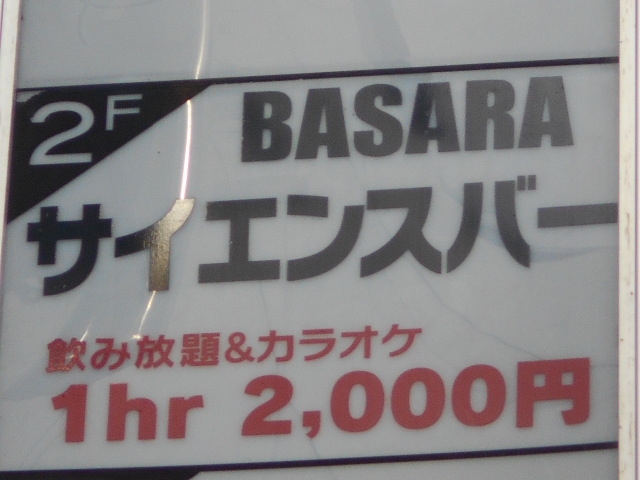 2F
BASARA
サイエンスバー
飲み放題&カラオケ
1hr 2,000円